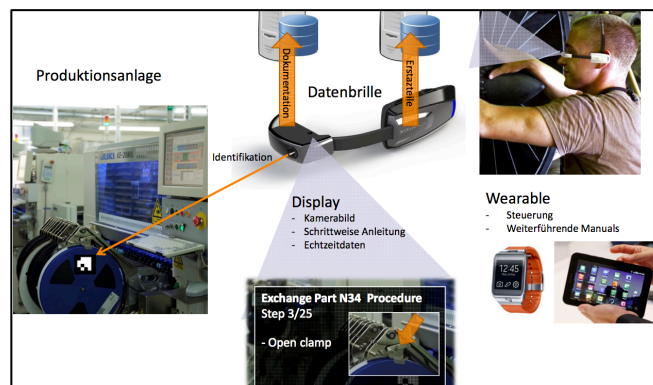 Produktionsanlage
Dokumentation
Erstazteile
Datenbrille
Identifikation
Display
- Kamerabild
- Schrittweise Anleitung
- Echtzeitdaten
Wearable
- Steuerung
- Weiterführende Manuals
Exchange Part N34 Procedure
Step 3/25
- Open clamp